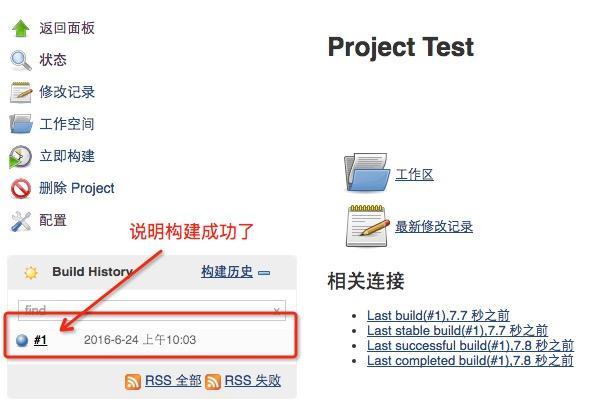 返回面板
状态
修改记录
工作空间
立即构建
删除 Project
配置
说明构建成功了
Build History 构建历史
find x
#1 2016-6-24 上午10:03
RSS 全部 RSS 失败
Project Test
工作区
最新修改记录
相关连接
Last build(#1),7.7 秒之前
Last stable build(#1),7.7 秒之前
Last successful build(#1),7.8 秒之前
Last completed build(#1),7.8 秒之前